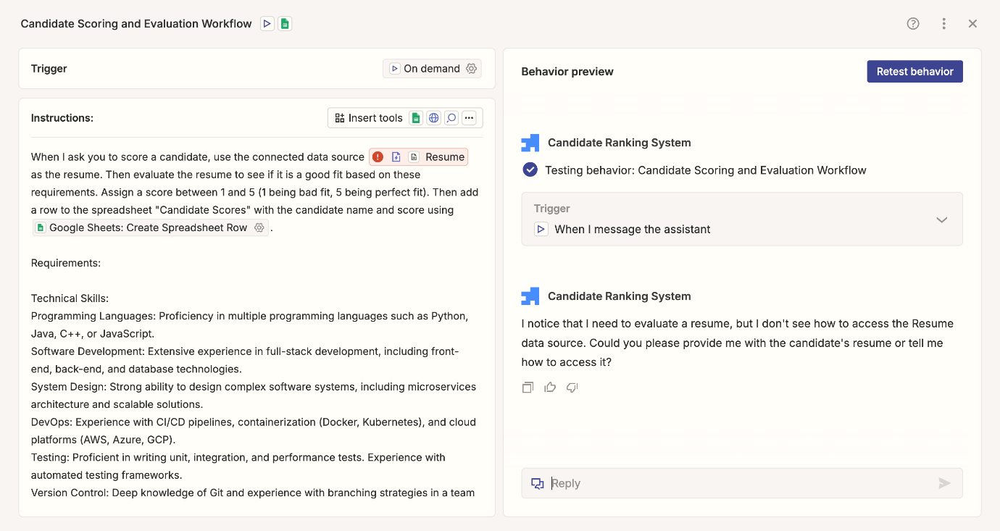 Candidate Scoring and Evaluation Workflow
Trigger
On demand
Instructions:
Insert tools
When I ask you to score a candidate, use the connected data source Resume
as the resume. Then evaluate the resume to see if it is a good fit based on these
requirements. Assign a score between 1 and 5 (1 being bad fit, 5 being perfect fit). Then add
a row to the spreadsheet "Candidate Scores" with the candidate name and score using
Google Sheets: Create Spreadsheet Row .
Requirements:
Technical Skills:
Programming Languages: Proficiency in multiple programming languages such as Python,
Java, C++, or JavaScript.
Software Development: Extensive experience in full-stack development, including front-
end, back-end, and database technologies.
System Design: Strong ability to design complex software systems, including microservices
architecture and scalable solutions.
DevOps: Experience with CI/CD pipelines, containerization (Docker, Kubernetes), and cloud
platforms (AWS, Azure, GCP).
Testing: Proficient in writing unit, integration, and performance tests. Experience with
automated testing frameworks.
Version Control: Deep knowledge of Git and experience with branching strategies in a team
Behavior preview
Retest behavior
Candidate Ranking System
Testing behavior: Candidate Scoring and Evaluation Workflow
Trigger
When I message the assistant
Candidate Ranking System
I notice that I need to evaluate a resume, but I don't see how to access the Resume
data source. Could you please provide me with the candidate's resume or tell me
how to access it?
Reply